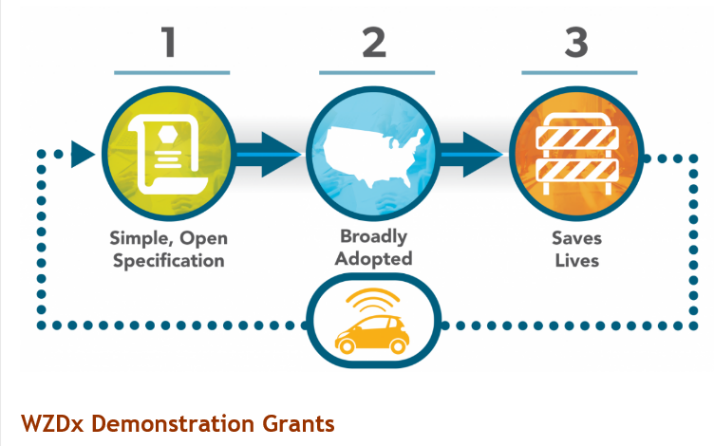 1
2
3
Simple, Open
Specification
Broadly
Adopted
Saves
Lives
WZDx Demonstration Grants